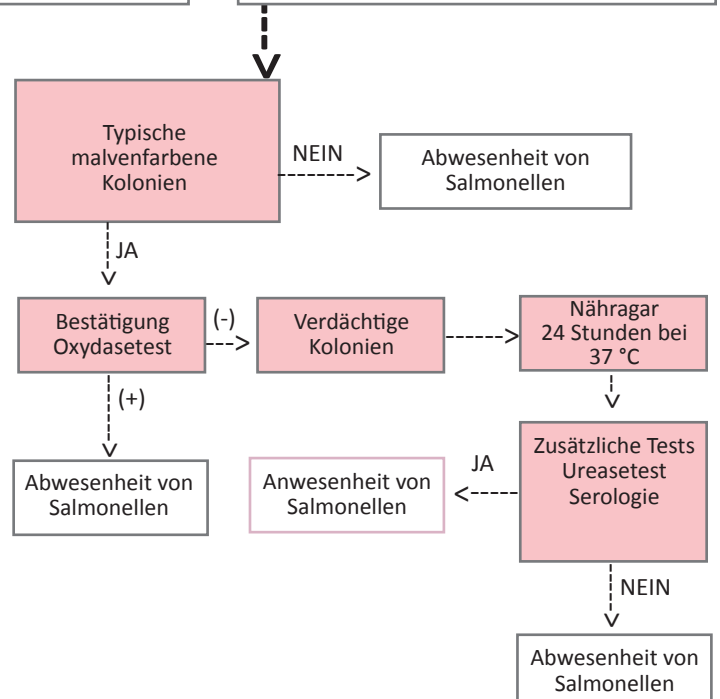 Typische
malvenfarbene
Kolonien
NEIN
Abwesenheit von
Salmonellen
JA
Bestätigung
Oxydasetest
(-)
Verdächtige
Kolonien
Nähragar
24 Stunden bei
37 °C
(+)
Abwesenheit von
Salmonellen
Anwesenheit von
Salmonellen
JA
Zusätzliche Tests
Ureasetest
Serologie
NEIN
Abwesenheit von
Salmonellen